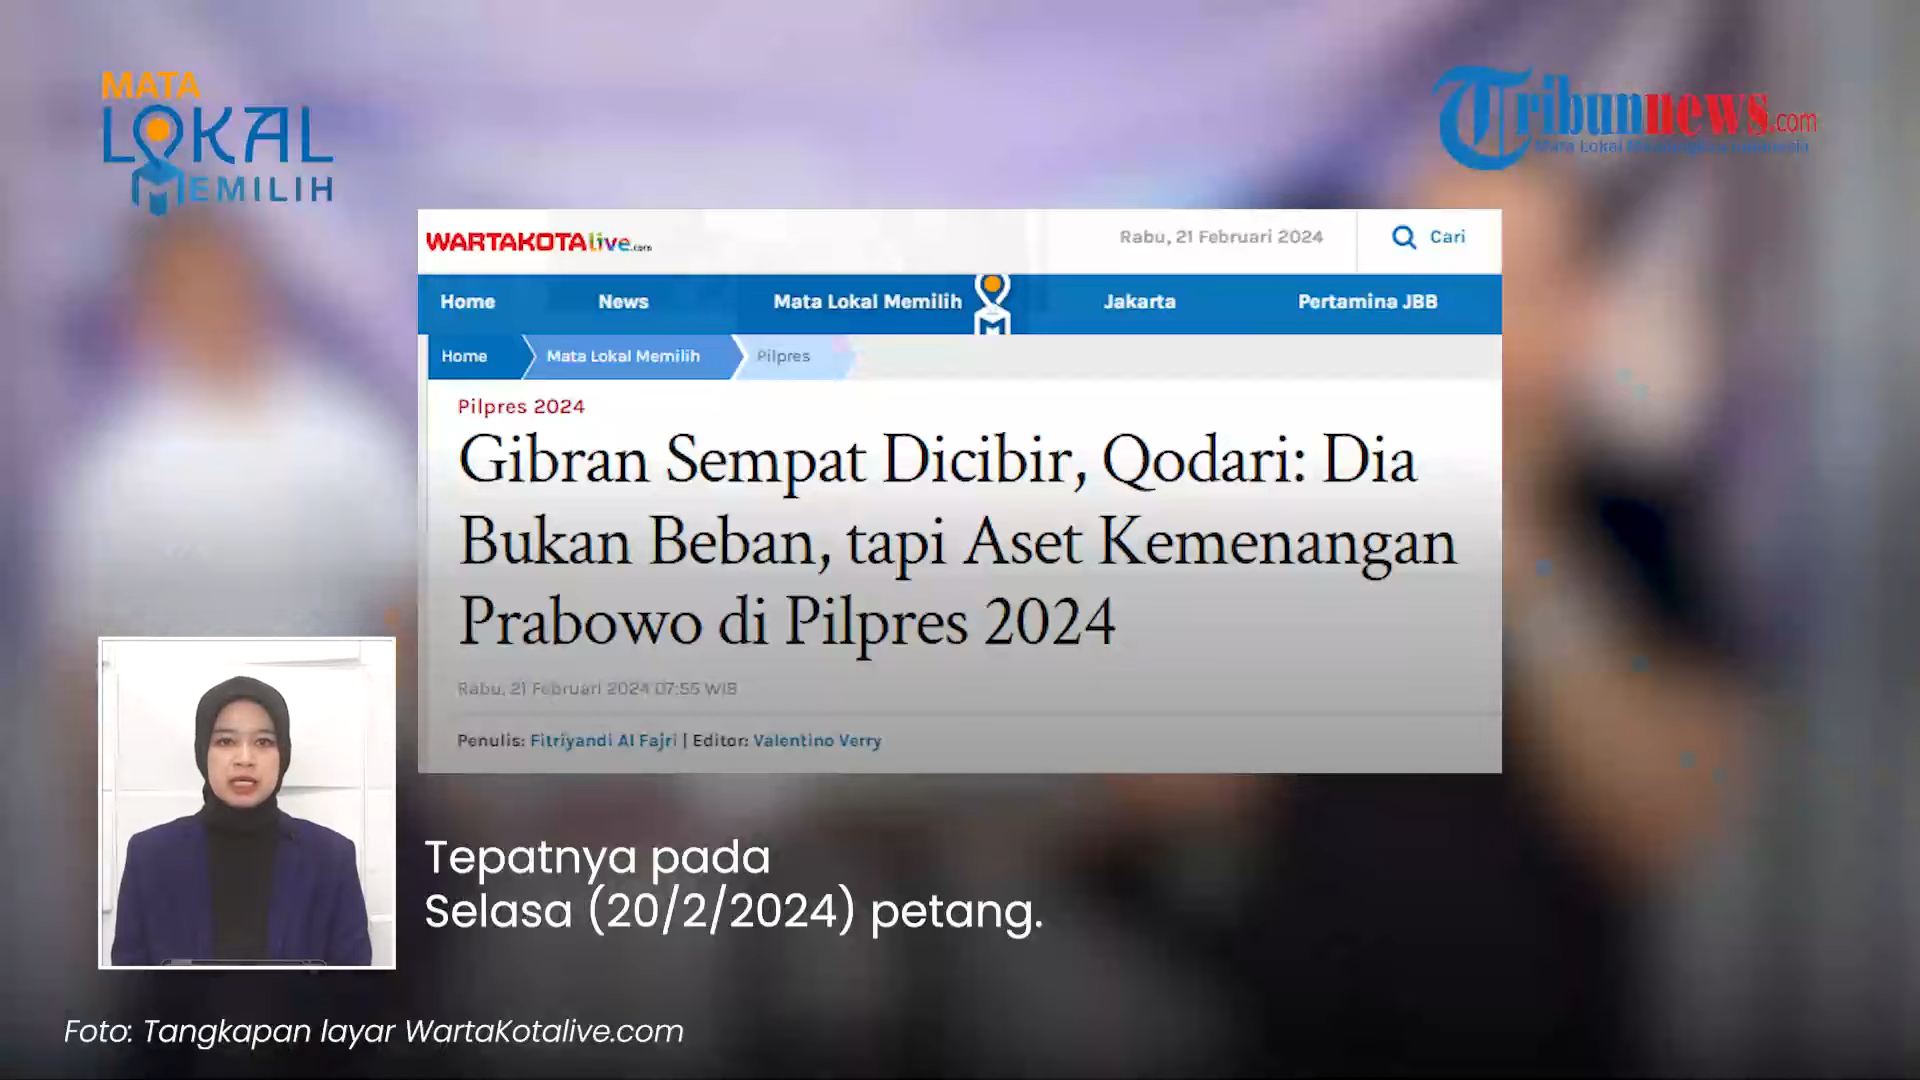 MATA
LOKAL
MEMILIH
Tribunnews.com
WARTAKOTAlive.com
Rabu, 21 Februari 2024
Cari
Home
News
Mata Lokal Memilih
Jakarta
Pertamina JBB
Home
Mata Lokal Memilih
Pilpres
Pilpres 2024
Gibran Sempat Dicibir, Qodari: Dia
Bukan Beban, tapi Aset Kemenangan
Prabowo di Pilpres 2024
Rabu, 21 Februari 2024 07:55 WIB
Penulis: Fitriyandi Al Fajri | Editor: Valentino Verry
Tepatnya pada
Selasa (20/2/2024) petang.
Foto: Tangkapan layar WartaKotalive.com